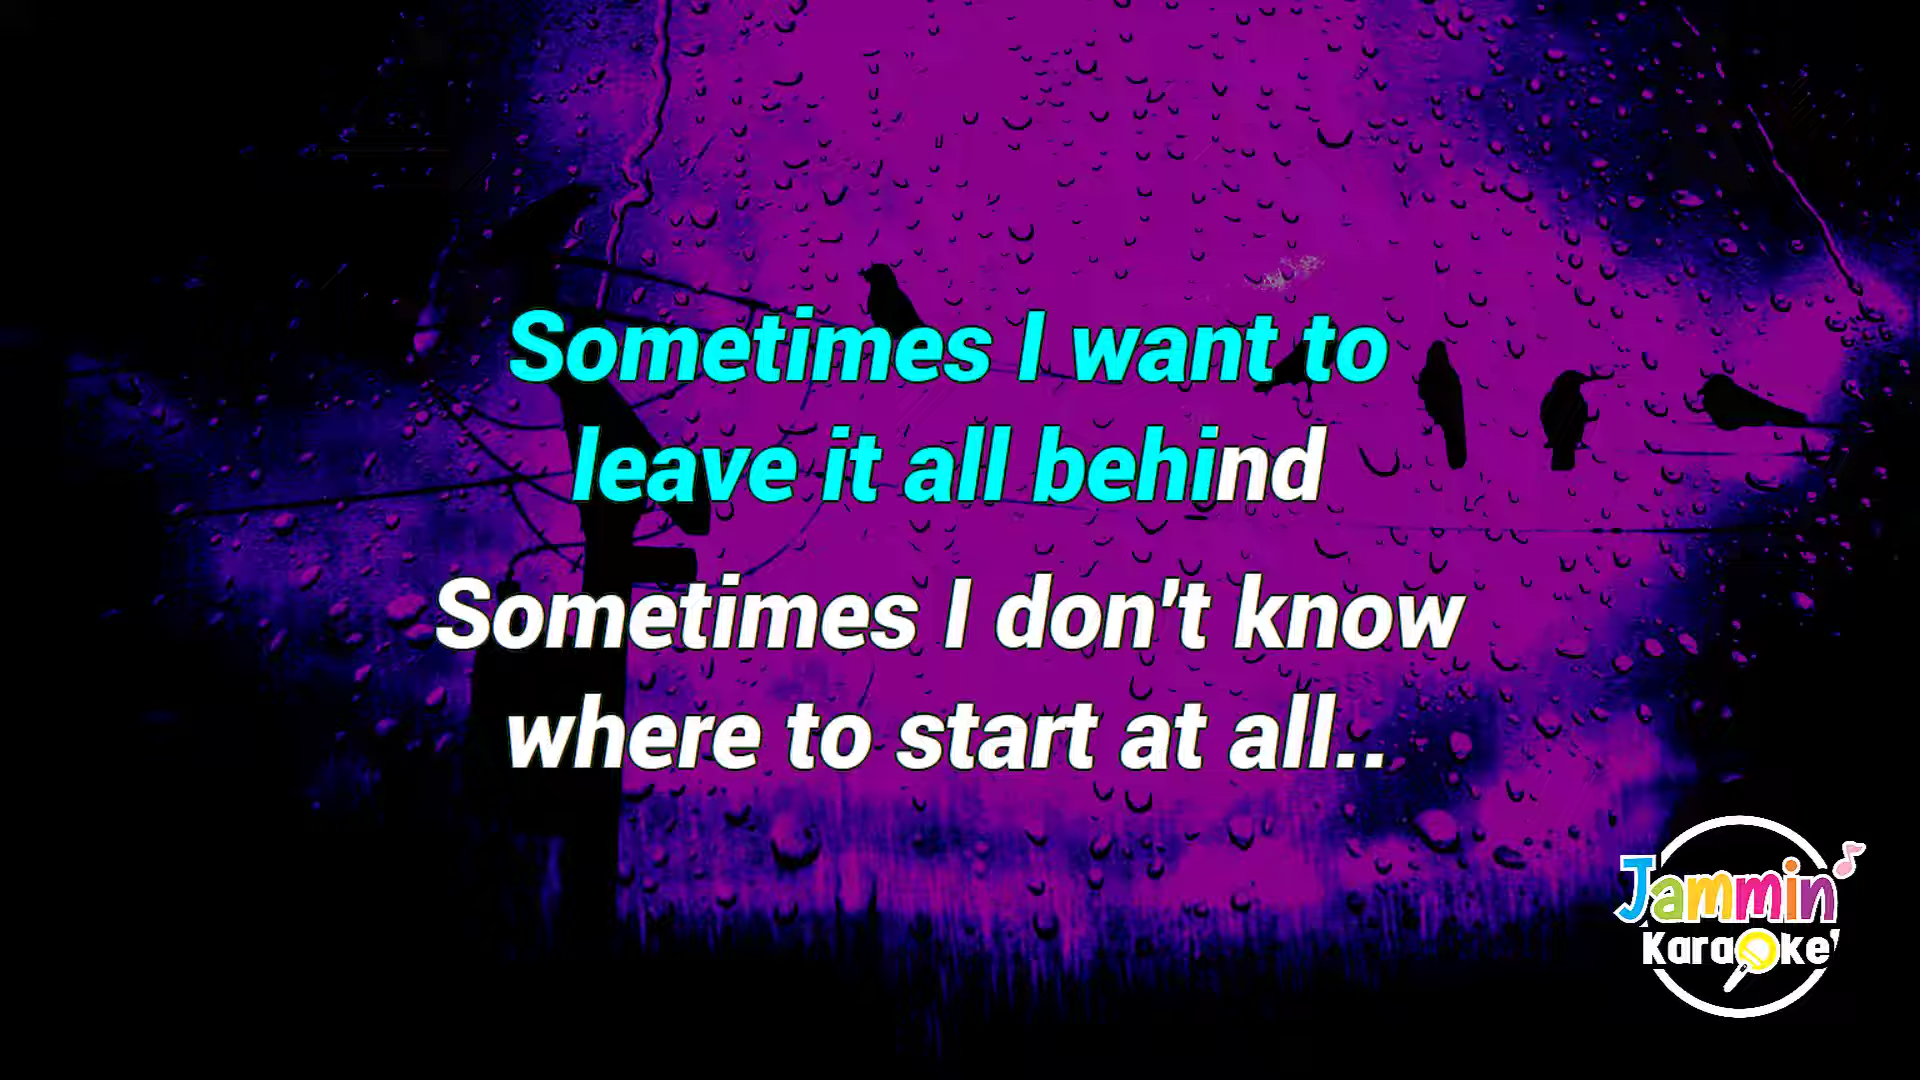 Sometimes I want to
leave it all behind
Sometimes I don't know
where to start at all..
Jammin'
Karaoke